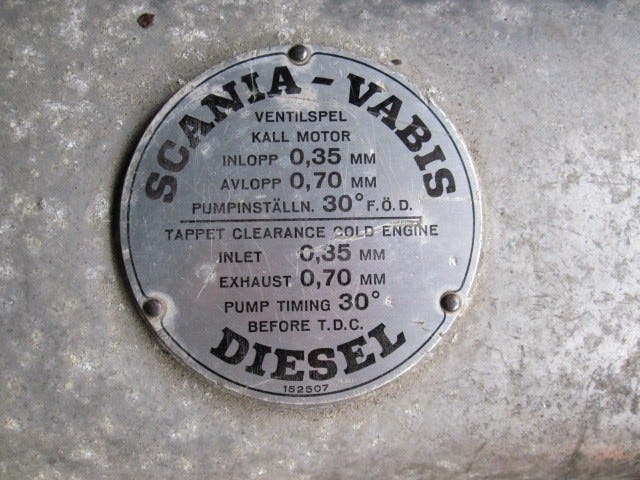 SCANIA-VABIS
VENTILSPEL
KALL MOTOR
INLOPP 0,35 MM
AVLOPP 0,70 MM
PUMPINSTÄLLN. 30° F.Ö.D.
TAPPET CLEARANCE COLD ENGINE
INLET 0,35 MM
EXHAUST 0,70 MM
PUMP TIMING 30°
BEFORE T.D.C.
DIESEL
152507